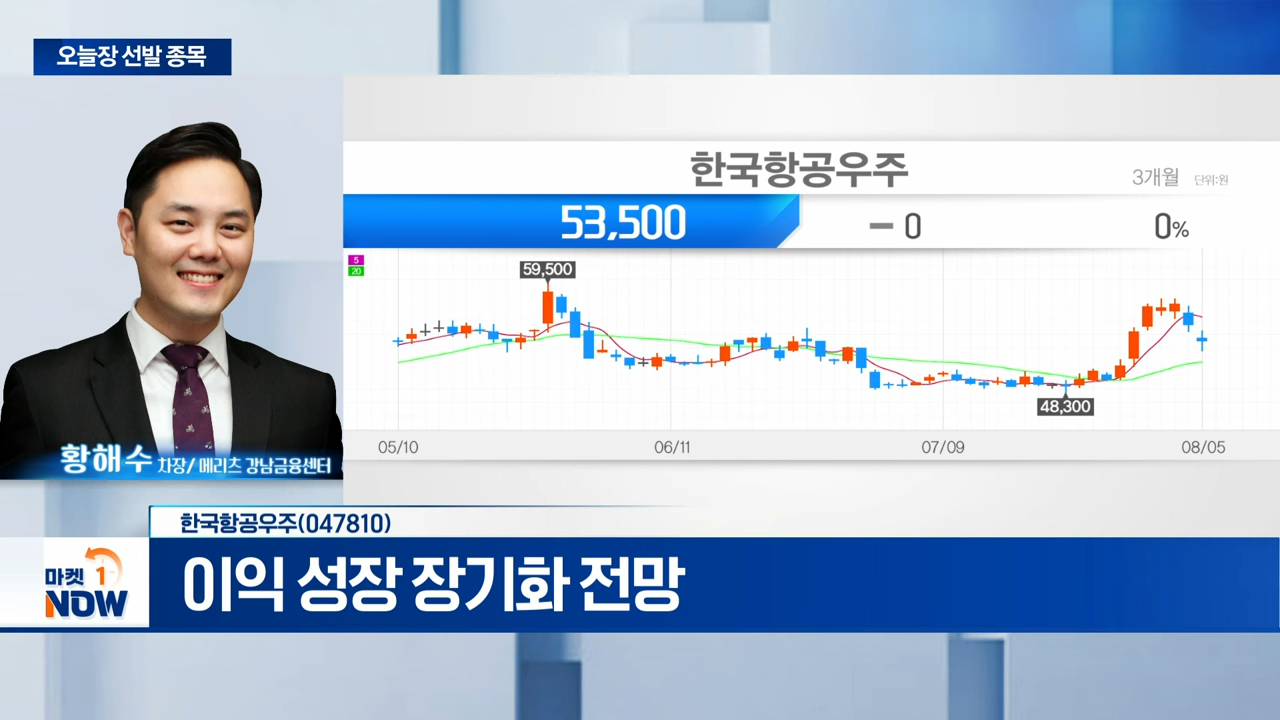 오늘장 선발 종목
한국항공우주
3개월 단위:원
53,500 0 0%
5
20
59,500
48,300
05/10 06/11 07/09 08/05
황해수 차장/ 메리츠 강남금융센터
한국항공우주(047810)
마켓 1
NOW
이익 성장 장기화 전망